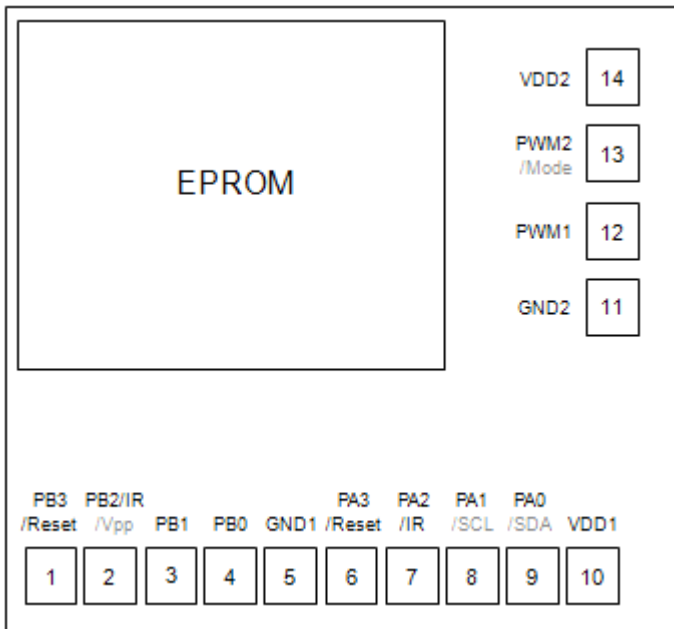 EPROM
VDD2 14
PWM2
/Mode 13
PWM1 12
GND2 11
PB3 PB2/IR PA3 PA2 PA1 PA0
/Reset /Vpp PB1 PB0 GND1 /Reset /IR /SCL /SDA VDD1
1 2 3 4 5 6 7 8 9 10